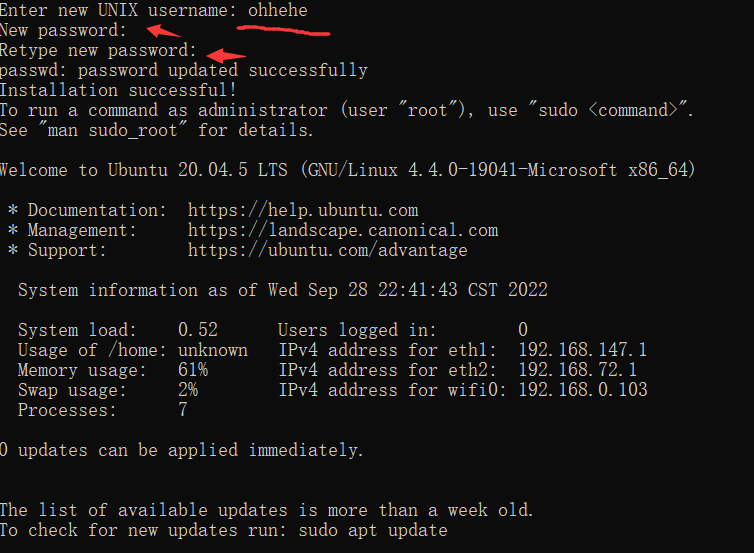 Enter new UNIX username: ohhehe
New password:
Retype new password:
passwd: password updated successfully
Installation successful!
To run a command as administrator (user "root"), use "sudo <command>".
See "man sudo_root" for details.
Welcome to Ubuntu 20.04.5 LTS (GNU/Linux 4.4.0-19041-Microsoft x86_64)
* Documentation:  https://help.ubuntu.com
* Management:     https://landscape.canonical.com
* Support:        https://ubuntu.com/advantage
System information as of Wed Sep 28 22:41:43 CST 2022
System load:    0.52      Users logged in:        0
Usage of /home: unknown   IPv4 address for eth1:  192.168.147.1
Memory usage:   61%       IPv4 address for eth2:  192.168.72.1
Swap usage:     2%        IPv4 address for wifi0: 192.168.0.103
Processes:      7
0 updates can be applied immediately.
The list of available updates is more than a week old.
To check for new updates run: sudo apt update